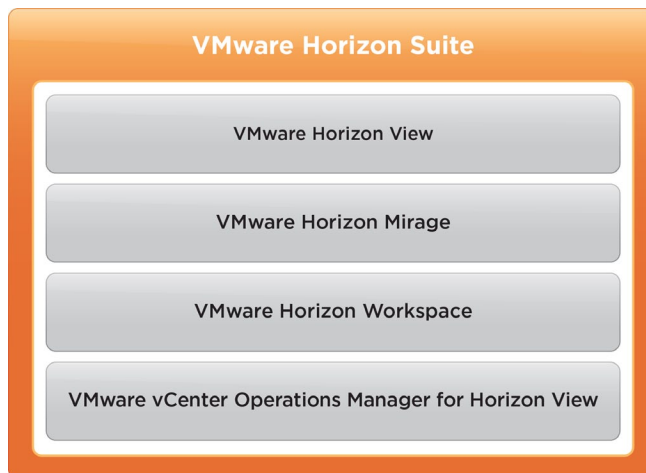 VMware Horizon Suite
VMware Horizon View
VMware Horizon Mirage
VMware Horizon Workspace
VMware vCenter Operations Manager for Horizon View